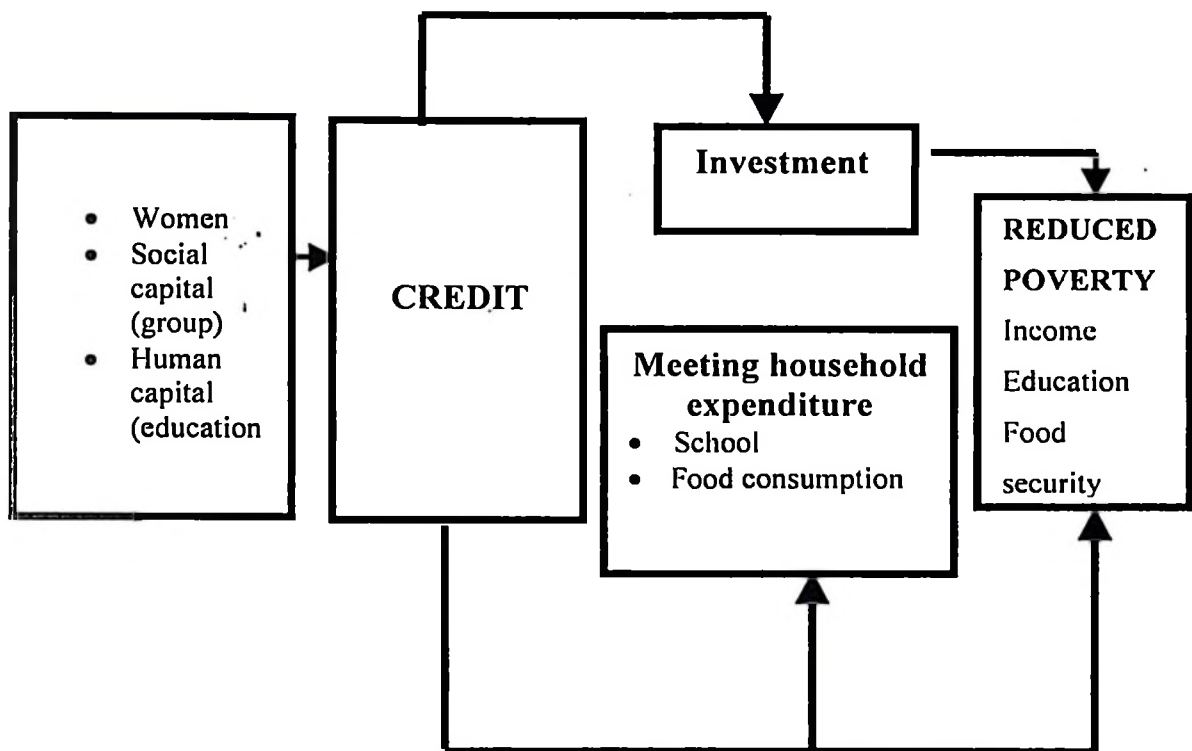 • Women
• Social
capital
(group)
• Human
capital
(education
CREDIT
Investment
Meeting household
expenditure
• School
• Food consumption
REDUCED
POVERTY
Income
Education
Food
security